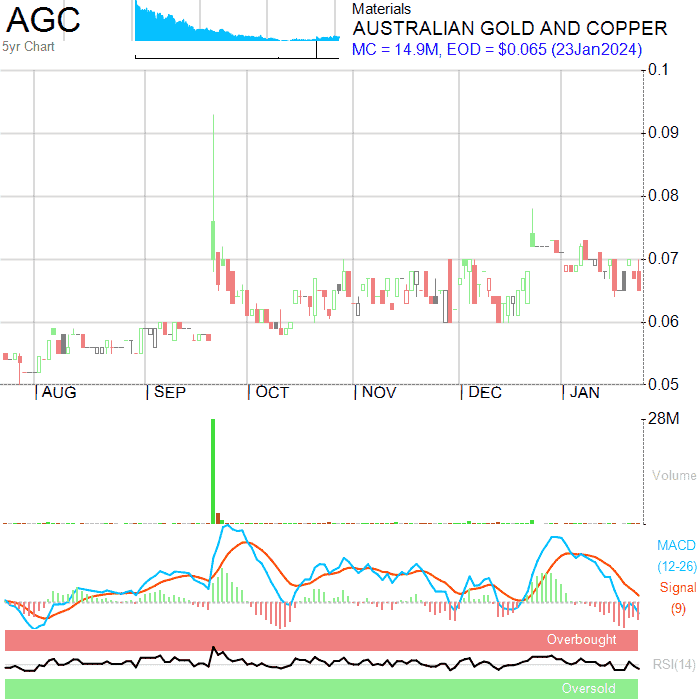 AGC
5yr Chart
Materials
AUSTRALIAN GOLD AND COPPER
MC = 14.9M, EOD = $0.065 (23Jan2024)
0.1
0.09
0.08
0.07
0.06
0.05
AUG SEP OCT NOV DEC JAN
28M
Volume
MACD
(12-26)
Signal
(9)
Overbought
RSI(14)
Oversold